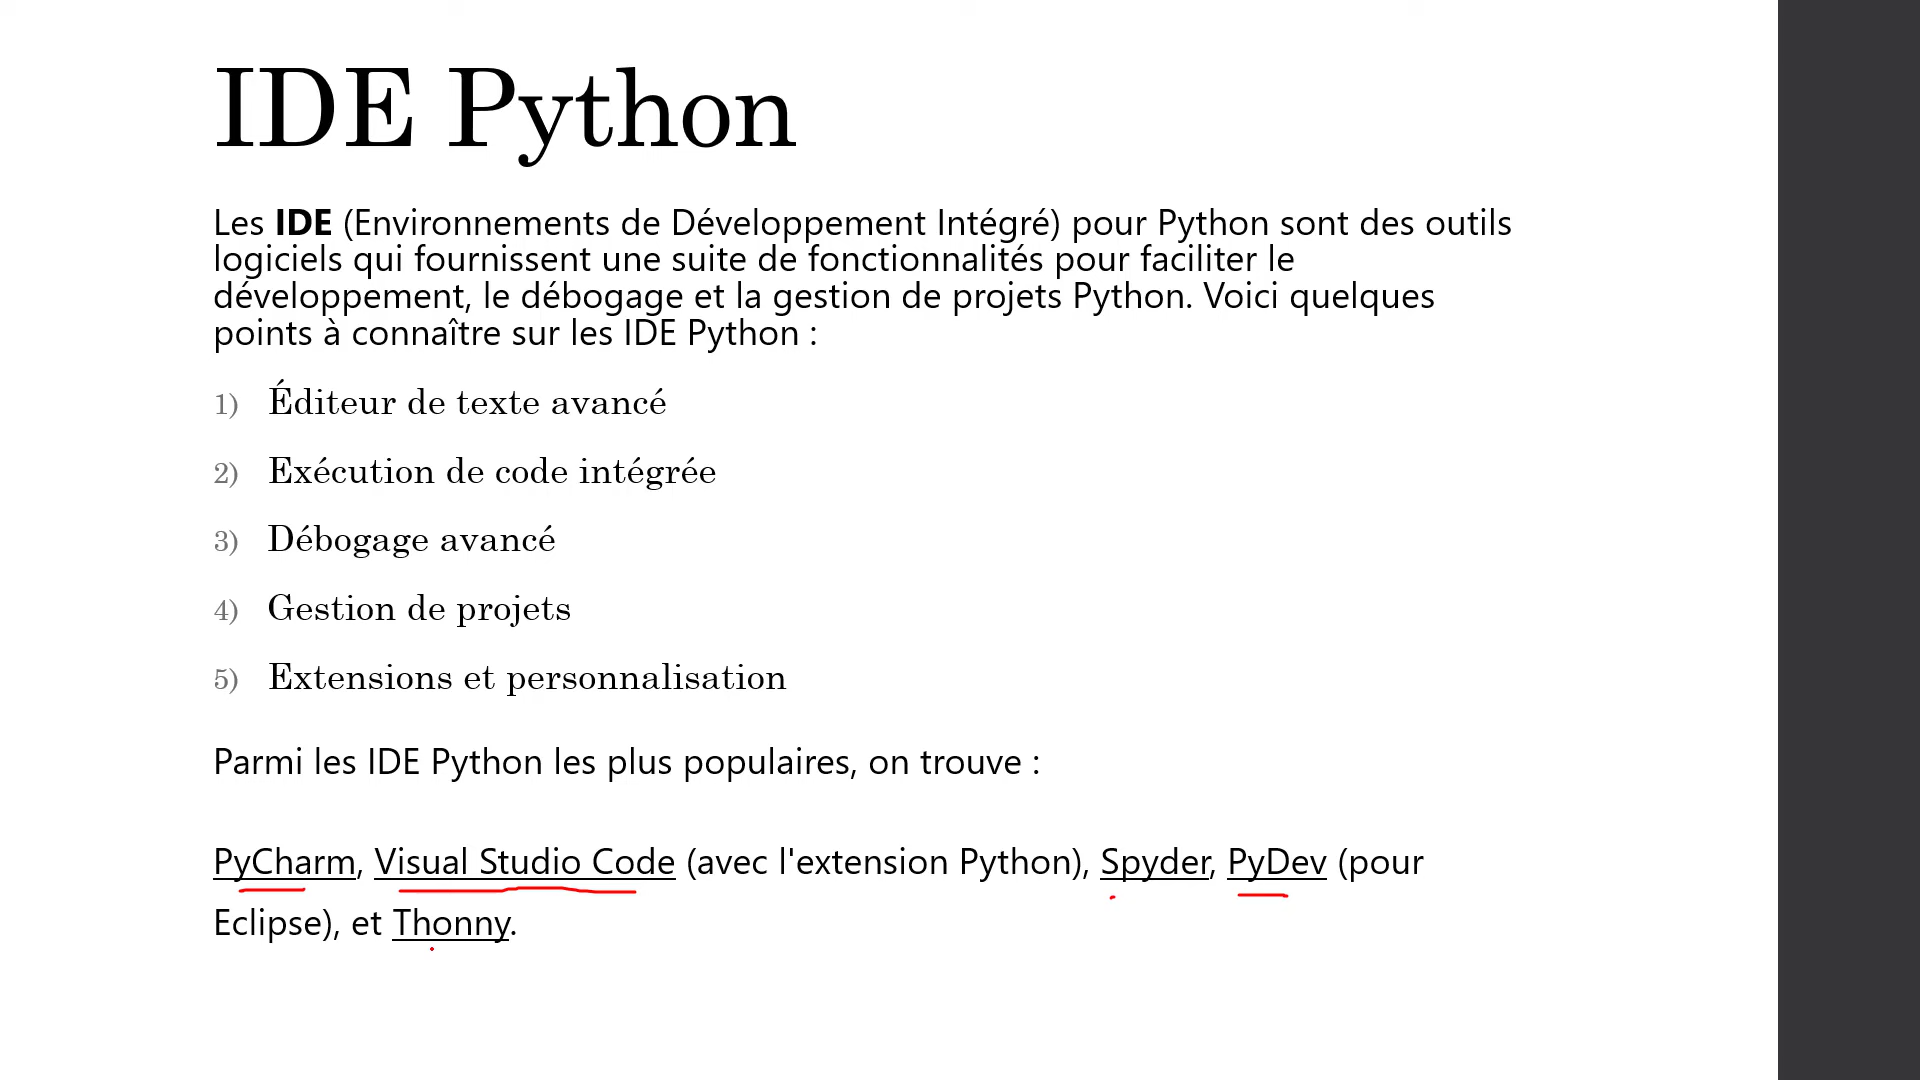 IDE Python
Les IDE (Environnements de Développement Intégré) pour Python sont des outils
logiciels qui fournissent une suite de fonctionnalités pour faciliter le
développement, le débogage et la gestion de projets Python. Voici quelques
points à connaître sur les IDE Python :
1) Éditeur de texte avancé
2) Exécution de code intégrée
3) Débogage avancé
4) Gestion de projets
5) Extensions et personnalisation
Parmi les IDE Python les plus populaires, on trouve :
PyCharm, Visual Studio Code (avec l'extension Python), Spyder, PyDev (pour
Eclipse), et Thonny.